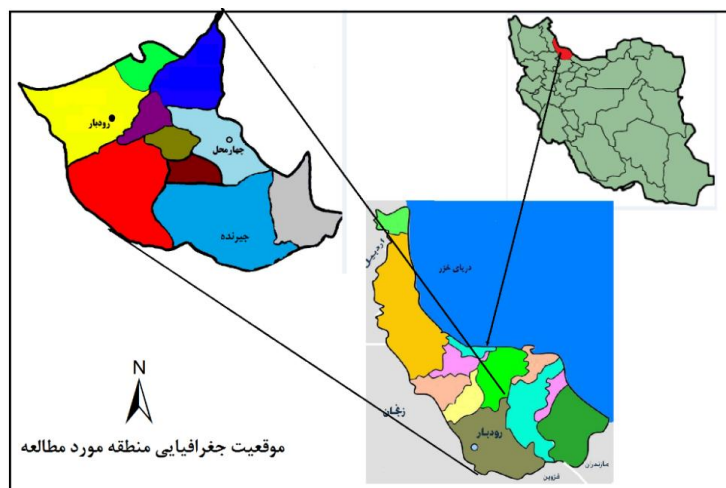 رودبار
چهارمحل
جیرنده
اردبیل
دریای خزر
زنجان
رودبار
قزوین
مازندران
N
موقعیت جغرافیایی منطقه مورد مطالعه